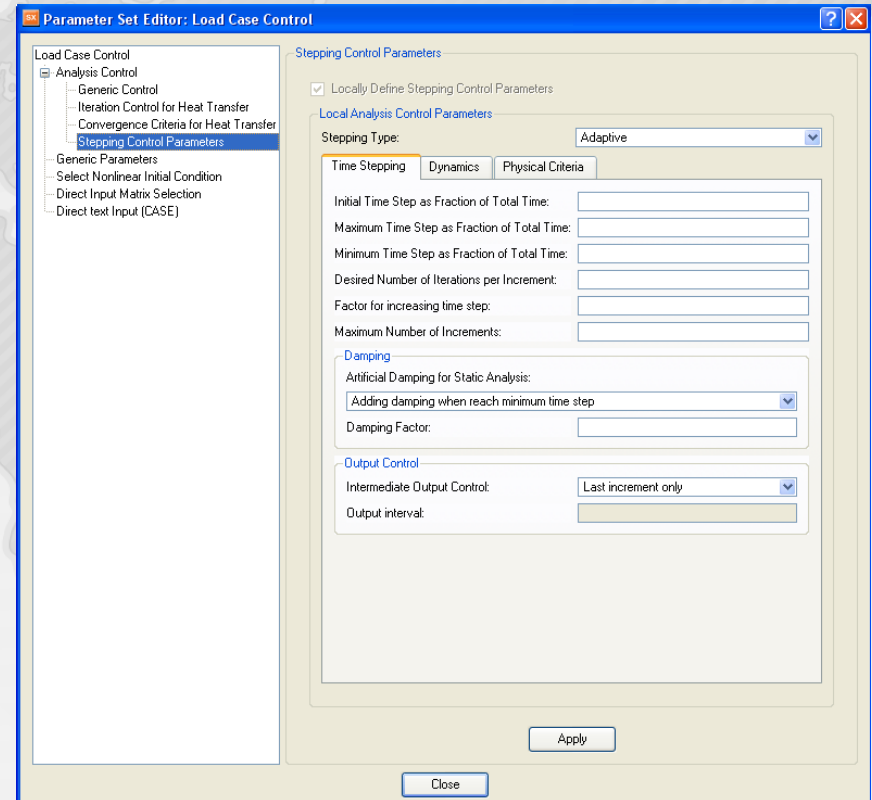 SX Parameter Set Editor: Load Case Control
Load Case Control
Analysis Control
Generic Control
Iteration Control for Heat Transfer
Convergence Criteria for Heat Transfer
Stepping Control Parameters
Generic Parameters
Select Nonlinear Initial Condition
Direct Input Matrix Selection
Direct text Input (CASE)
Stepping Control Parameters
Locally Define Stepping Control Parameters
Local Analysis Control Parameters
Stepping Type: Adaptive
Time Stepping Dynamics Physical Criteria
Initial Time Step as Fraction of Total Time:
Maximum Time Step as Fraction of Total Time:
Minimum Time Step as Fraction of Total Time:
Desired Number of Iterations per Increment:
Factor for increasing time step:
Maximum Number of Increments:
Damping
Artificial Damping for Static Analysis:
Adding damping when reach minimum time step
Damping Factor:
Output Control
Intermediate Output Control: Last increment only
Output interval:
Apply
Close